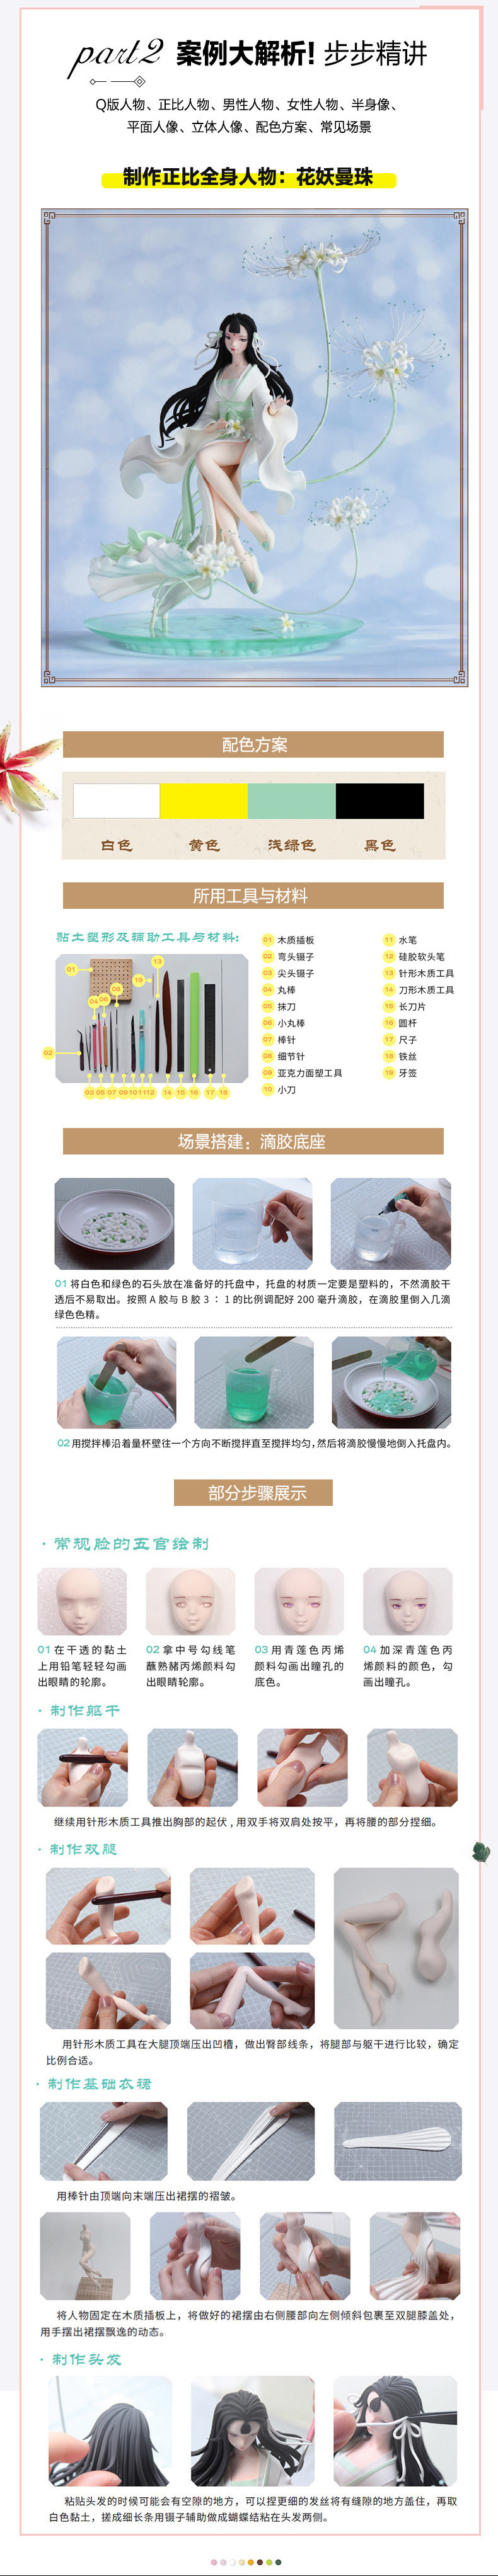 part2 案例大解析! 步步精讲
Q版人物、正比人物、男性人物、女性人物、半身像、
平面人像、立体人像、配色方案、常见场景
制作正比全身人物：花妖曼珠
配色方案
白色 黄色 浅绿色 黑色
所用工具与材料
黏土塑形及辅助工具与材料:
01 木质插板
02 弯头镊子
03 尖头镊子
04 丸棒
05 抹刀
06 小丸棒
07 棒针
08 细节针
09 亚克力面塑工具
10 小刀
11 水笔
12 硅胶软头笔
13 针形木质工具
14 刀形木质工具
15 长刀片
16 圆杆
17 尺子
18 铁丝
19 牙签
13
01
19
08
04 06
02
03 05 07 09 10 11 12 14 15 16 17 18
场景搭建：滴胶底座
01 将白色和绿色的石头放在准备好的托盘中，托盘的材质一定要是塑料的，不然滴胶干
透后不易取出。按照 A 胶与 B 胶 3 ：1 的比例调配好 200 毫升滴胶，在滴胶里倒入几滴
绿色色精。
02 用搅拌棒沿着量杯壁往一个方向不断搅拌直至搅拌均匀,然后将滴胶慢慢地倒入托盘内。
部分步骤展示
· 常规脸的五官绘制
01 在干透的黏土
上用铅笔轻轻勾画
出眼睛的轮廓。
02 拿中号勾线笔
蘸熟赭丙烯颜料勾
出眼睛轮廓。
03 用青莲色丙烯
颜料勾画出瞳孔的
底色。
04 加深青莲色丙
烯颜料的颜色，勾
画出瞳孔。
· 制作躯干
继续用针形木质工具推出胸部的起伏，用双手将双肩处按平，再将腰的部分捏细。
· 制作双腿
用针形木质工具在大腿顶端压出凹槽，做出臀部线条，将腿部与躯干进行比较，确定
比例合适。
· 制作基础衣裙
用棒针由顶端向末端压出裙摆的褶皱。
将人物固定在木质插板上，将做好的裙摆由右侧腰部向左侧倾斜包裹至双腿膝盖处，
用手摆出裙摆飘逸的动态。
· 制作头发
粘贴头发的时候可能会有空隙的地方，可以捏更细的发丝将有缝隙的地方盖住，再取
白色黏土，搓成细长条用镊子辅助做成蝴蝶结粘在头发两侧。